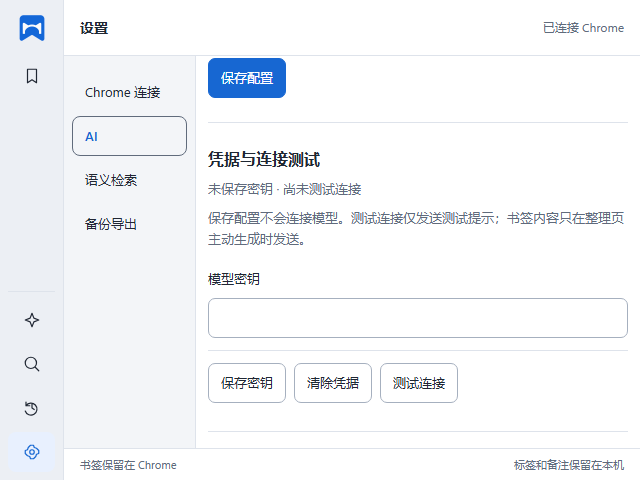 设置
已连接 Chrome
Chrome 连接
AI
语义检索
备份导出
保存配置
凭据与连接测试
未保存密钥 · 尚未测试连接
保存配置不会连接模型。测试连接仅发送测试提示；书签内容只在整理页
主动生成时发送。
模型密钥
保存密钥
清除凭据
测试连接
书签保留在 Chrome
标签和备注保留在本机